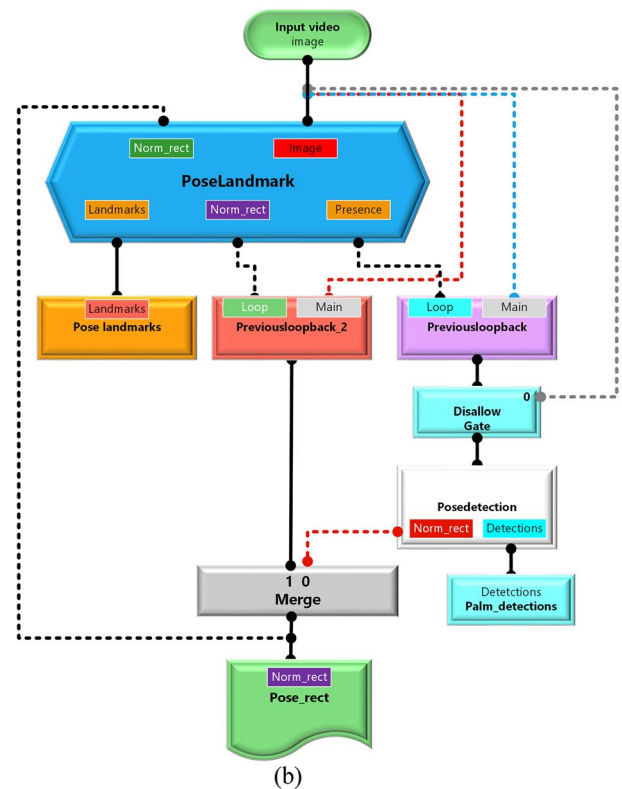 Input video
image
Norm_rect
Image
PoseLandmark
Landmarks
Norm_rect
Presence
Landmarks
Pose landmarks
Loop
Main
Previousloopback_2
Loop
Main
Previousloopback
0
Disallow
Gate
Posedetection
Norm_rect
Detections
1 0
Merge
Detetctions
Palm_detections
Norm_rect
Pose_rect
(b)